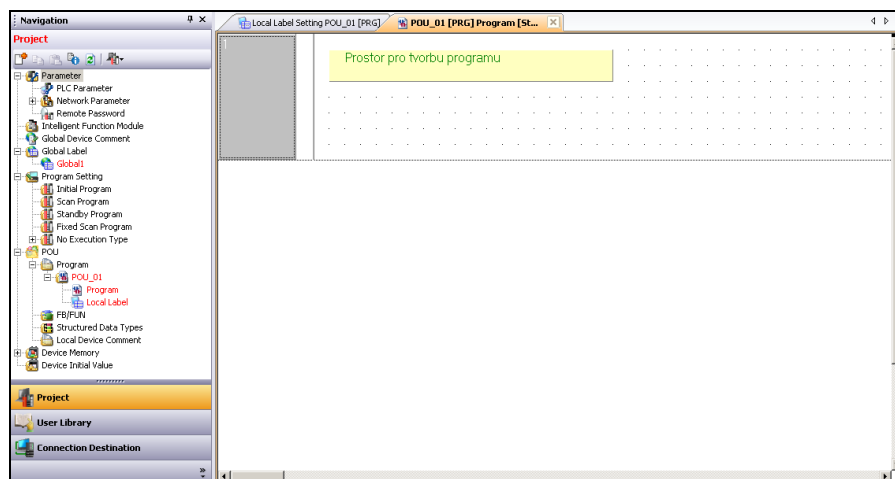 Navigation
Project
Parameter
PLC Parameter
Network Parameter
Remote Password
Intelligent Function Module
Global Device Comment
Global Label
Global1
Program Setting
Initial Program
Scan Program
Standby Program
Fixed Scan Program
No Execution Type
POU
Program
POU_01
Program
Local Label
FB/FUN
Structured Data Types
Local Device Comment
Device Memory
Device Initial Value
Project
User Library
Connection Destination
Local Label Setting POU_01 [PRG]
POU_01 [PRG] Program [St...
1
Prostor pro tvorbu programu